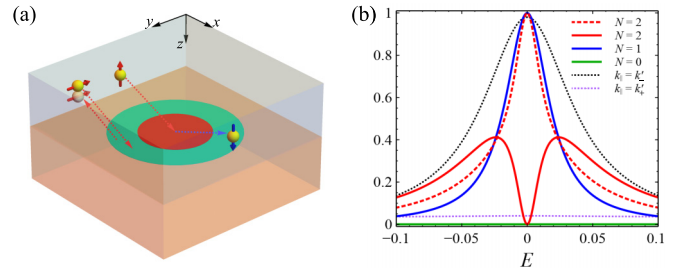 (a)
y
x
z
(b)
1
0.8
0.6
0.4
0.2
0
-0.1
-0.05
0
0.05
0.1
E
N = 2
N = 2
N = 1
N = 0
k∥ = k′₋
k∥ = k′₊